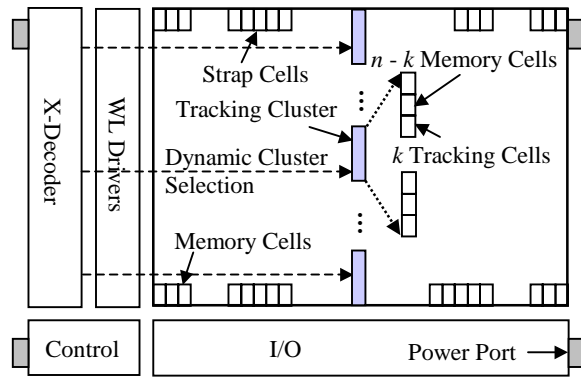 X-Decoder
WL Drivers
Strap Cells
n - k Memory Cells
Tracking Cluster
k Tracking Cells
Dynamic Cluster
Selection
Memory Cells
Control
I/O
Power Port